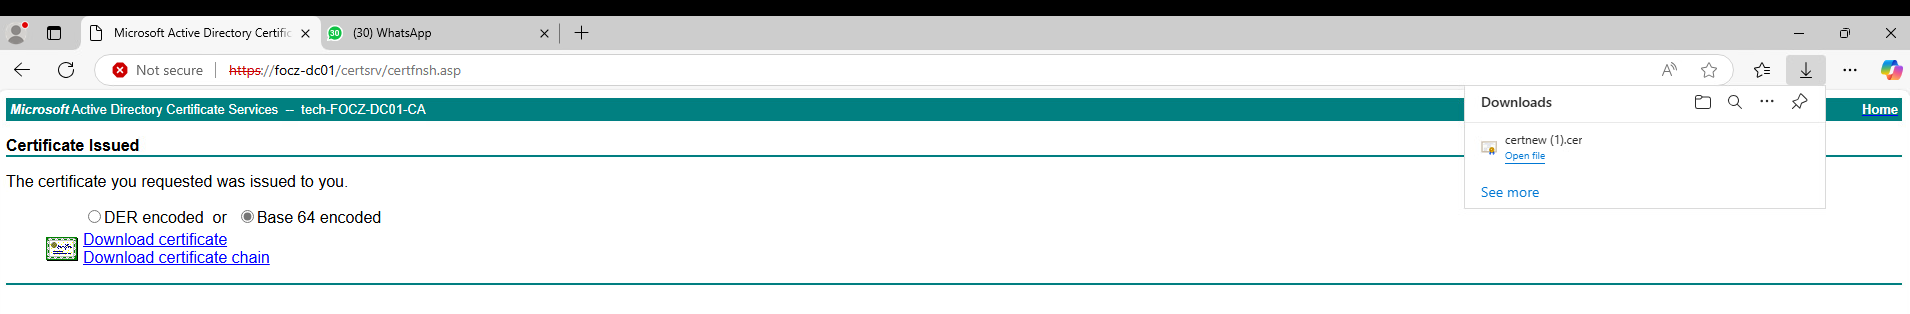 Microsoft Active Directory Certific
30
(30) WhatsApp
Not secure
https://focz-dc01/certsrv/certfnsh.asp
Microsoft Active Directory Certificate Services -- tech-FOCZ-DC01-CA
Home
Downloads
certnew (1).cer
Open file
See more
Certificate Issued
The certificate you requested was issued to you.
DER encoded or Base 64 encoded
Download certificate
Download certificate chain